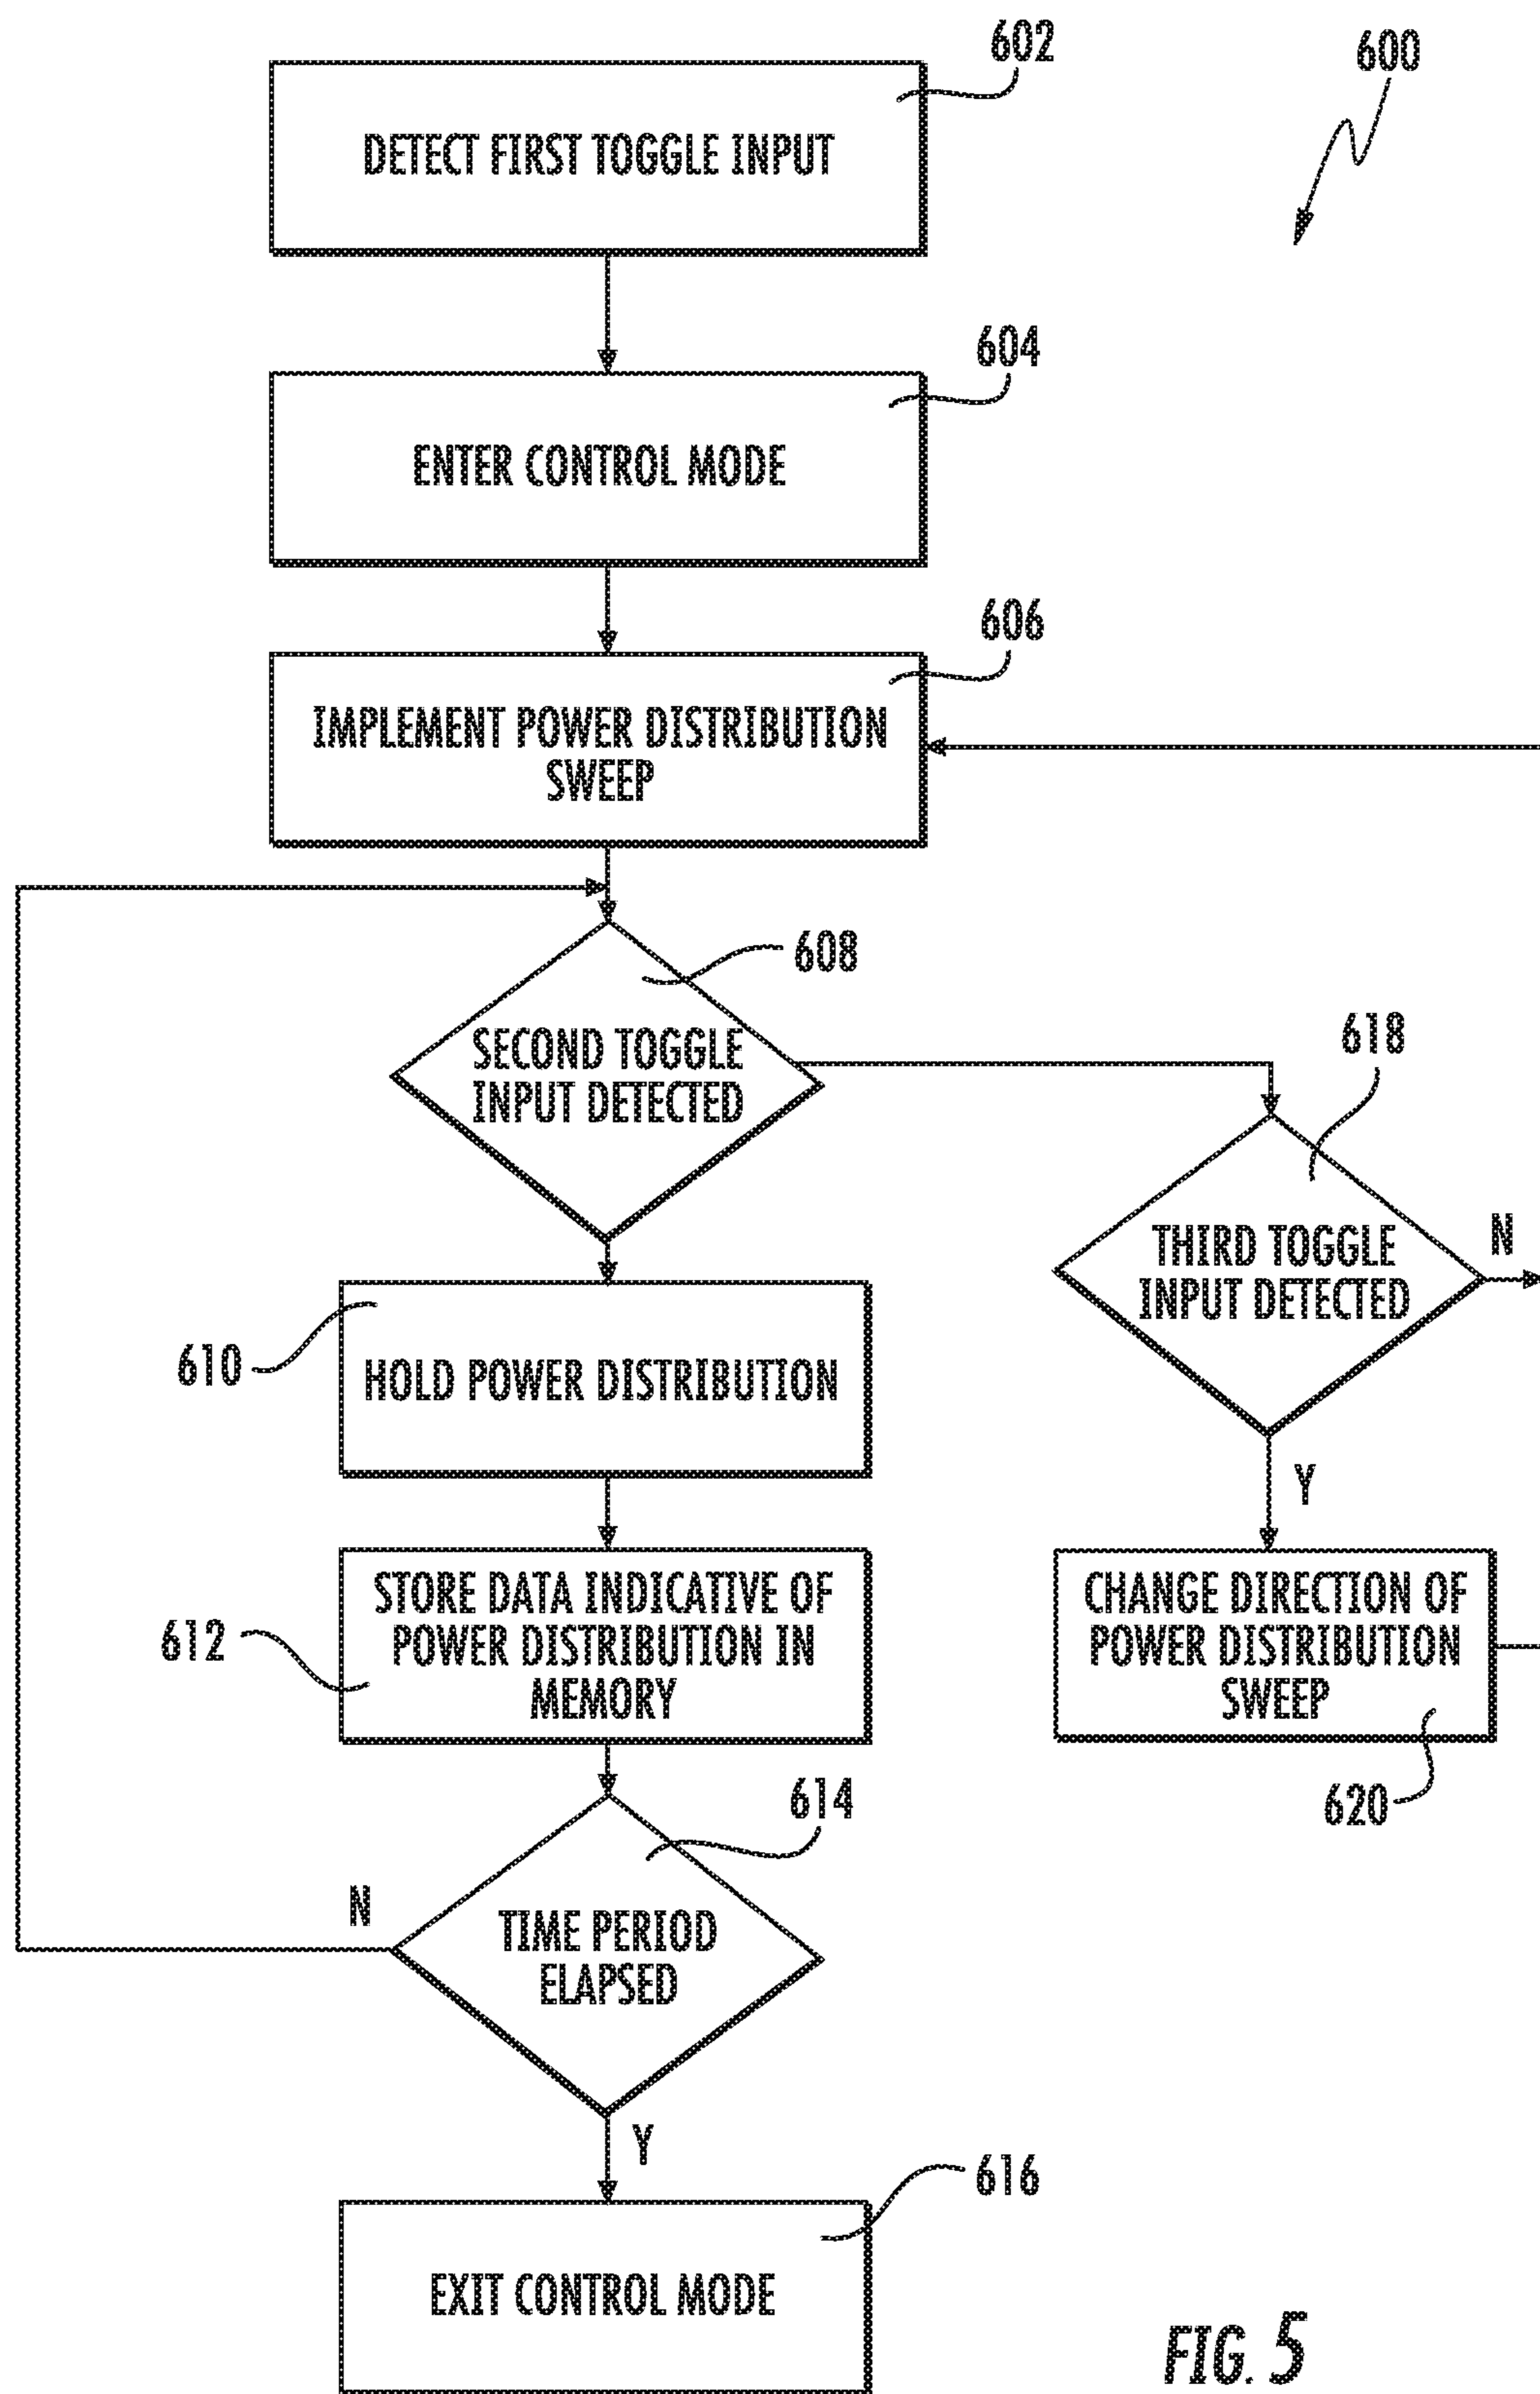 602
600
DETECT FIRST TOGGLE INPUT
604
ENTER CONTROL MODE
606
IMPLEMENT POWER DISTRIBUTION
SWEEP
608
SECOND TOGGLE
INPUT DETECTED
618
THIRD TOGGLE
INPUT DETECTED
N
610
HOLD POWER DISTRIBUTION
Y
612
STORE DATA INDICATIVE OF
POWER DISTRIBUTION IN
MEMORY
CHANGE DIRECTION OF
POWER DISTRIBUTION
SWEEP
620
614
N
TIME PERIOD
ELAPSED
Y
616
EXIT CONTROL MODE
FIG. 5